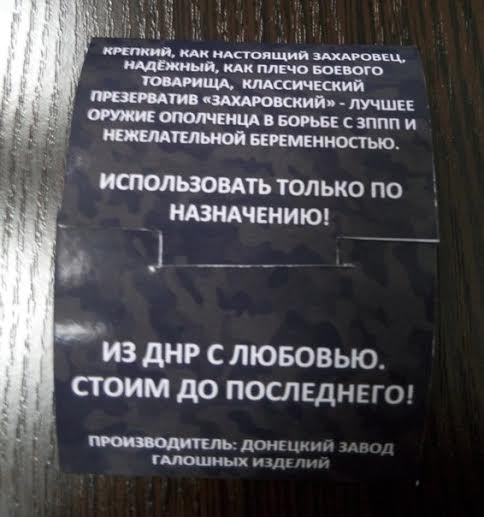 КРЕПКИЙ, КАК НАСТОЯЩИЙ ЗАХАРОВЕЦ,
НАДЁЖНЫЙ, КАК ПЛЕЧО БОЕВОГО
ТОВАРИЩА, КЛАССИЧЕСКИЙ
ПРЕЗЕРВАТИВ «ЗАХАРОВСКИЙ» - ЛУЧШЕЕ
ОРУЖИЕ ОПОЛЧЕНЦА В БОРЬБЕ С ЗППП И
НЕЖЕЛАТЕЛЬНОЙ БЕРЕМЕННОСТЬЮ.
ИСПОЛЬЗОВАТЬ ТОЛЬКО ПО
НАЗНАЧЕНИЮ!
ИЗ ДНР С ЛЮБОВЬЮ.
СТОИМ ДО ПОСЛЕДНЕГО!
ПРОИЗВОДИТЕЛЬ: ДОНЕЦКИЙ ЗАВОД
ГАЛОШНЫХ ИЗДЕЛИЙ